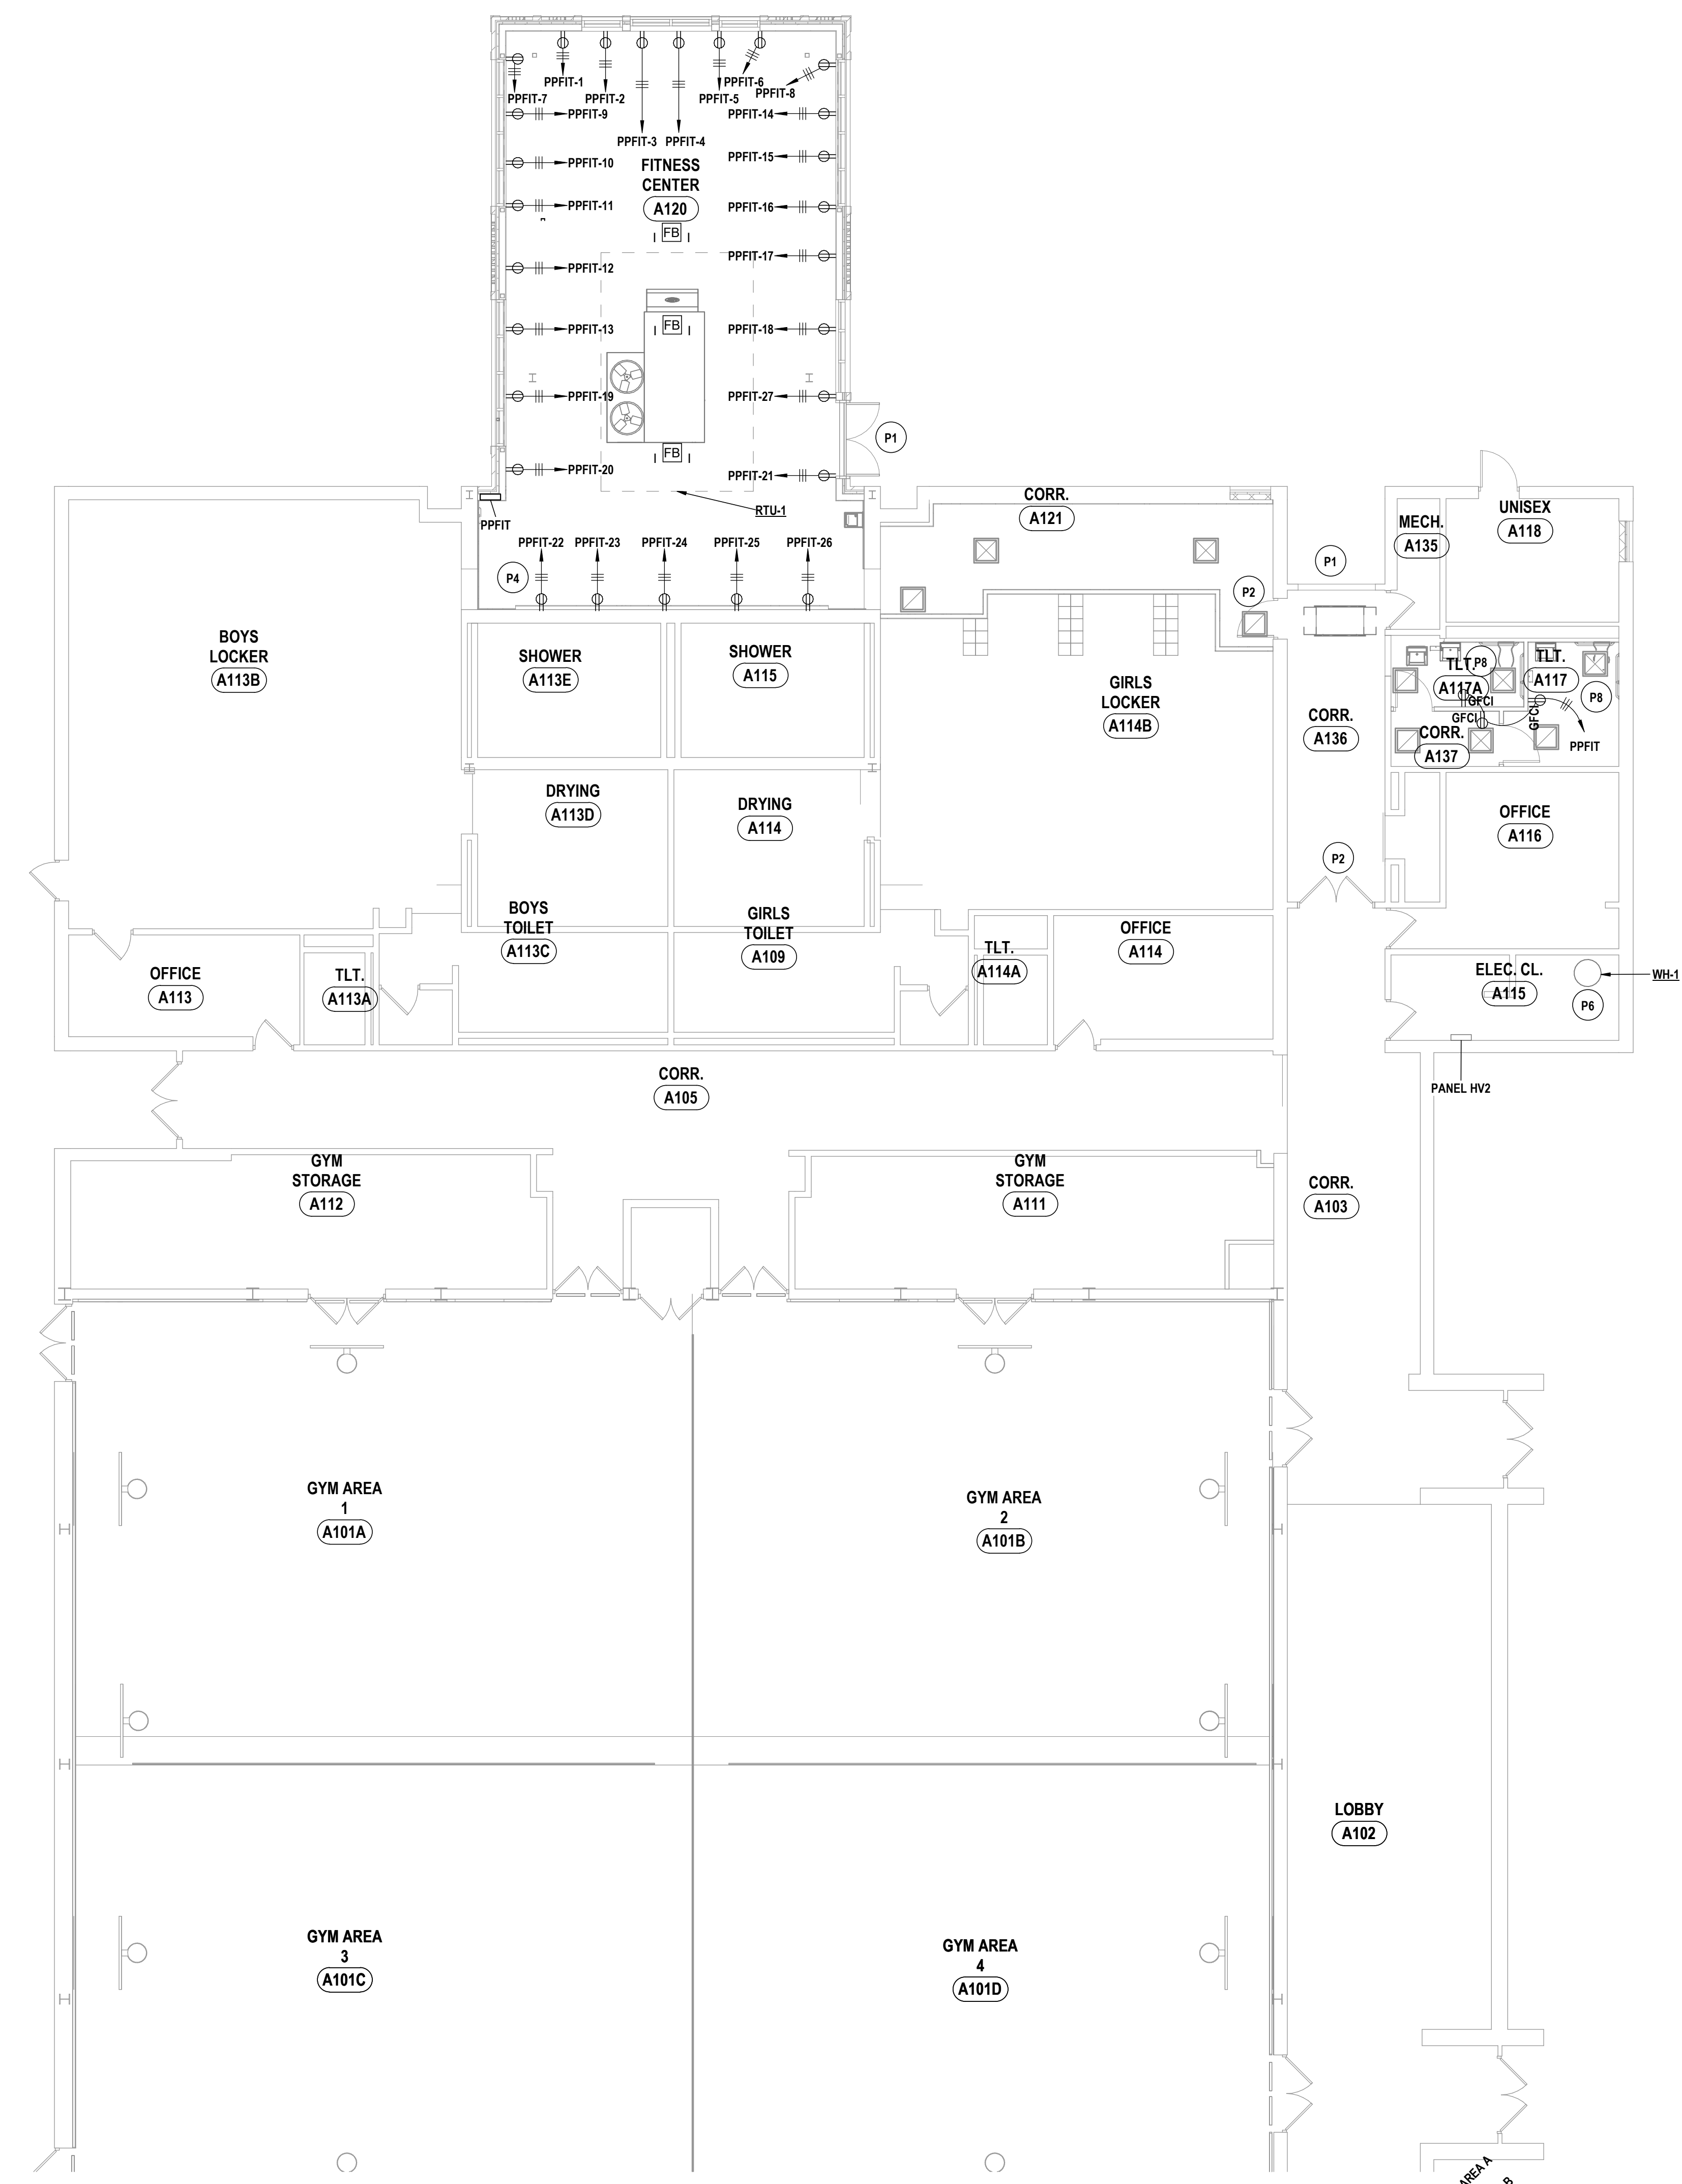 PPFIT-1
PPFIT-6
PPFIT-7
PPFIT-2
PPFIT-5
PPFIT-8
PPFIT-9
PPFIT-14
PPFIT-3
PPFIT-4
PPFIT-10
PPFIT-15
FITNESS
CENTER
A120
PPFIT-11
PPFIT-16
FB
PPFIT-17
PPFIT-12
FB
PPFIT-13
PPFIT-18
PPFIT-19
PPFIT-27
P1
FB
PPFIT-20
PPFIT-21
RTU-1
PPFIT
PPFIT-22
PPFIT-23
PPFIT-24
PPFIT-25
PPFIT-26
P4
CORR.
A121
MECH.
A135
UNISEX
A118
P1
P2
BOYS
LOCKER
A113B
SHOWER
A113E
SHOWER
A115
GIRLS
LOCKER
A114B
CORR.
A136
TLT.
A117A
P8
TLT.
A117
P8
GFCI
GFCI
GFCI
CORR.
A137
PPFIT
DRYING
A113D
DRYING
A114
OFFICE
A116
P2
BOYS
TOILET
A113C
GIRLS
TOILET
A109
OFFICE
A113
TLT.
A113A
TLT.
A114A
OFFICE
A114
ELEC. CL.
A115
WH-1
P6
PANEL HV2
CORR.
A105
GYM
STORAGE
A112
GYM
STORAGE
A111
CORR.
A103
GYM AREA
1
A101A
GYM AREA
2
A101B
LOBBY
A102
GYM AREA
3
A101C
GYM AREA
4
A101D
AREA A
B